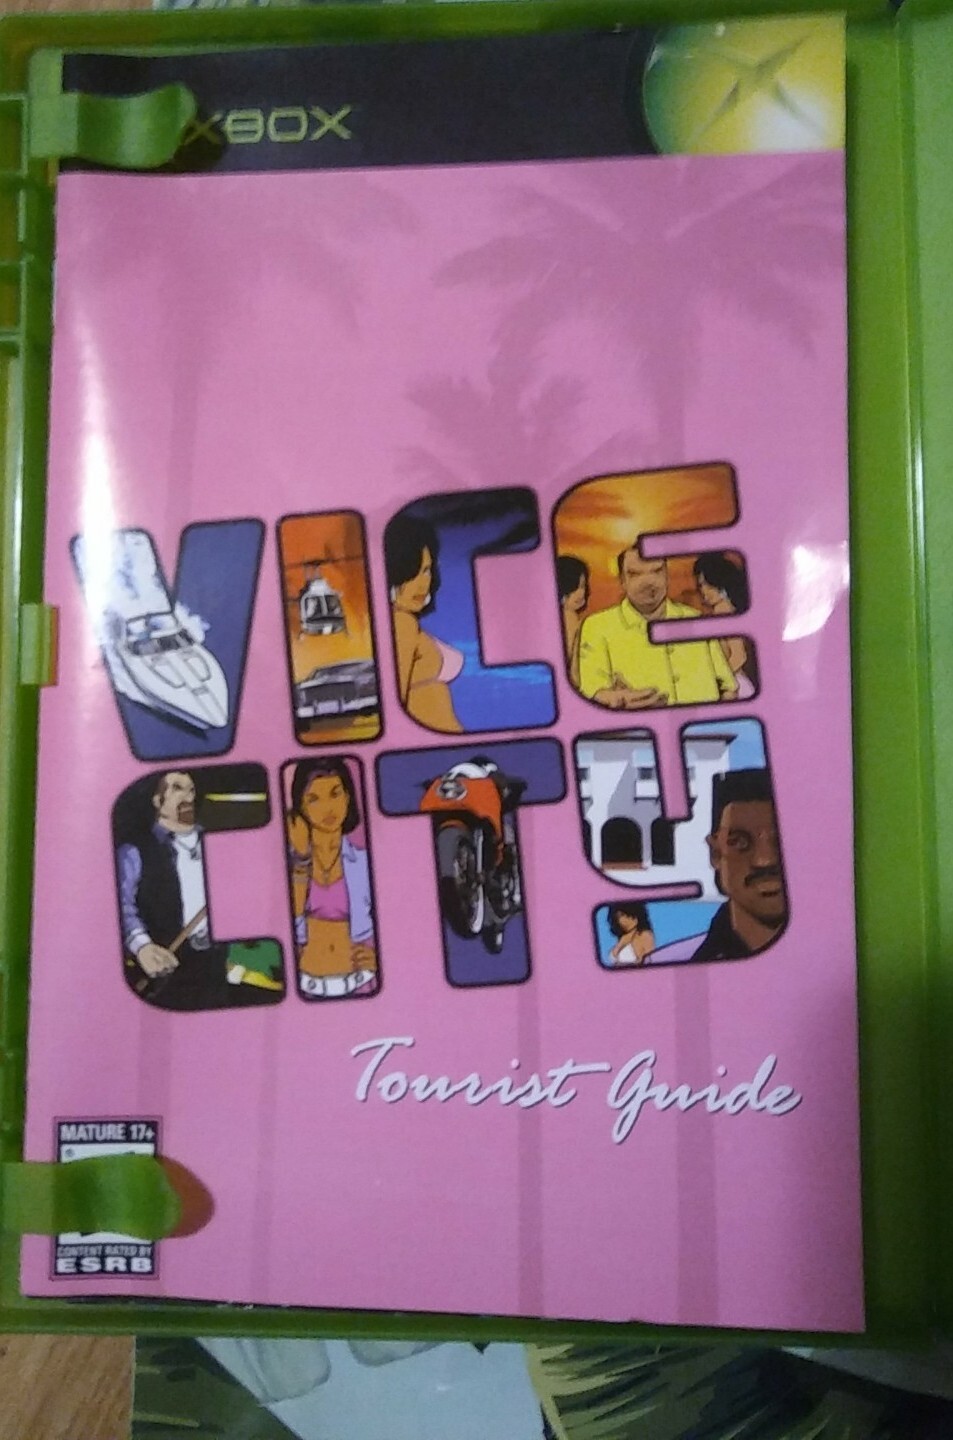 XBOX
VICE
CITY
Tourist Guide
MATURE 17+
CONTENT RATED BY
ESRB